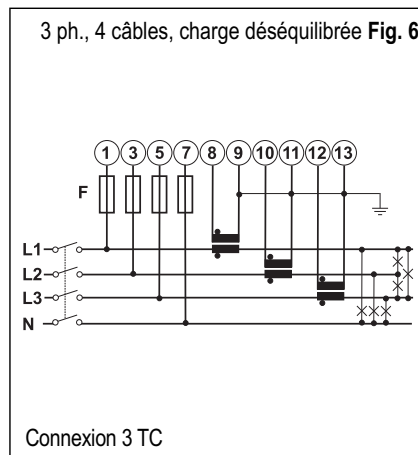 3 ph., 4 câbles, charge déséquilibrée Fig. 6
1 3 5 7 8 9 10 11 12 13
F
L1
L2
L3
N
Connexion 3 TC